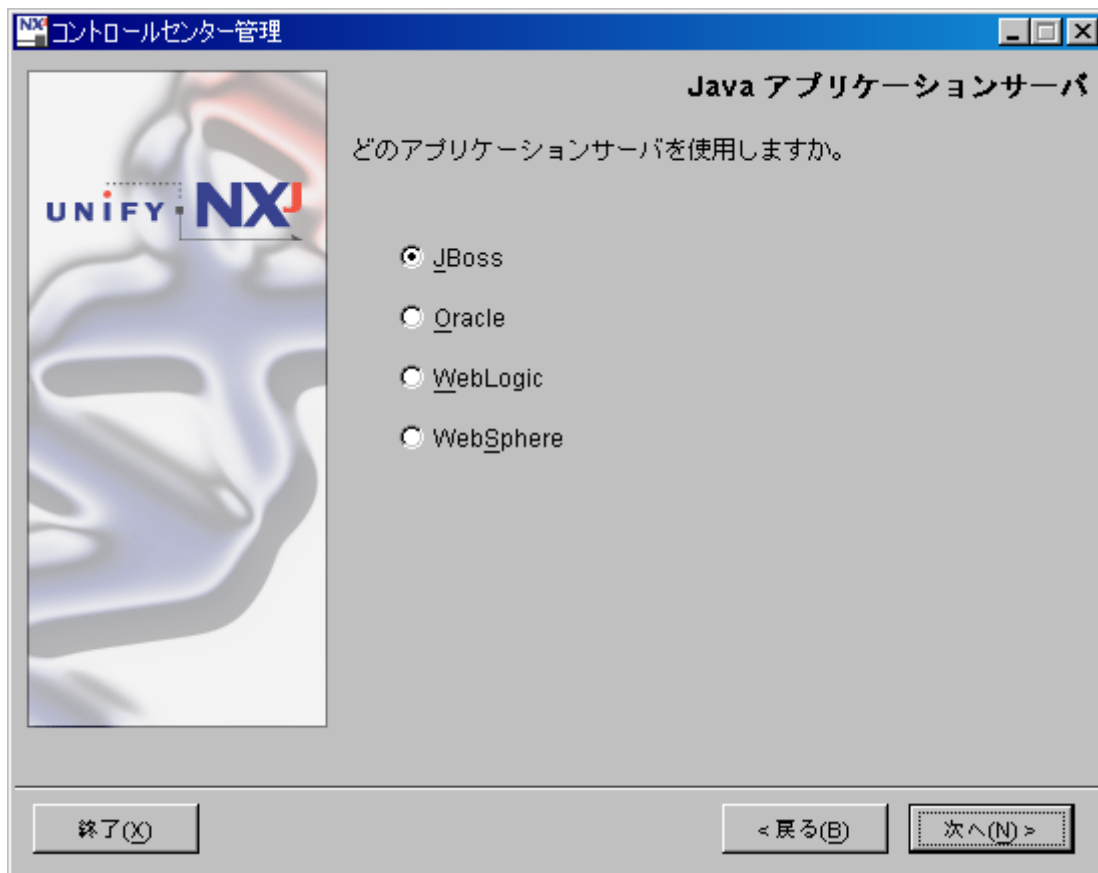 NXJ コントロールセンター管理
Java アプリケーションサーバ
どのアプリケーションサーバを使用しますか。
UNIFY NXJ
JBoss
Oracle
WebLogic
WebSphere
終了(X)
<戻る(B)
次へ(N)>